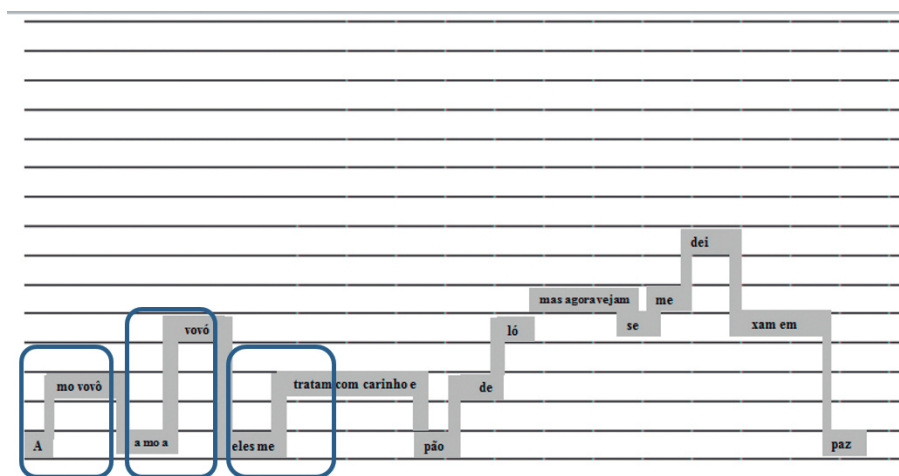 A
mo vovô
a mo a
vovó
eles me
tratam com carinho e
pão
de
ló
mas agora vejam
se
me
dei
xam em
paz